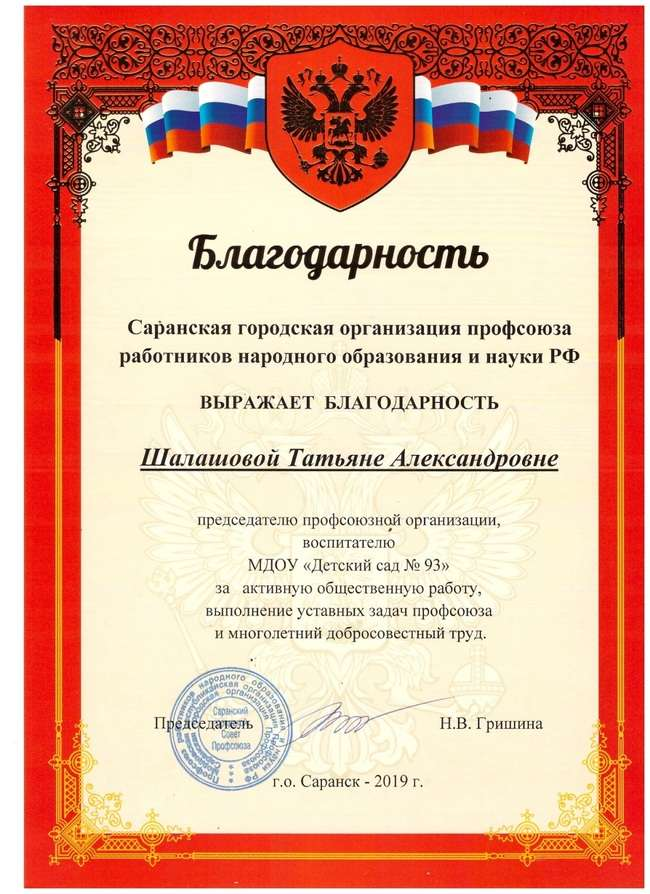 Благодарность
Саранская городская организация профсоюза
работников народного образования и науки РФ
ВЫРАЖАЕТ БЛАГОДАРНОСТЬ
Шалашовой Татьяне Александровне
председателю профсоюзной организации,
воспитателю
МДОУ «Детский сад № 93»
за активную общественную работу,
выполнение уставных задач профсоюза
и многолетний добросовестный труд.
Председатель Н.В. Гришина
Саранский
Совет
Профсоюза
г.о. Саранск - 2019 г.